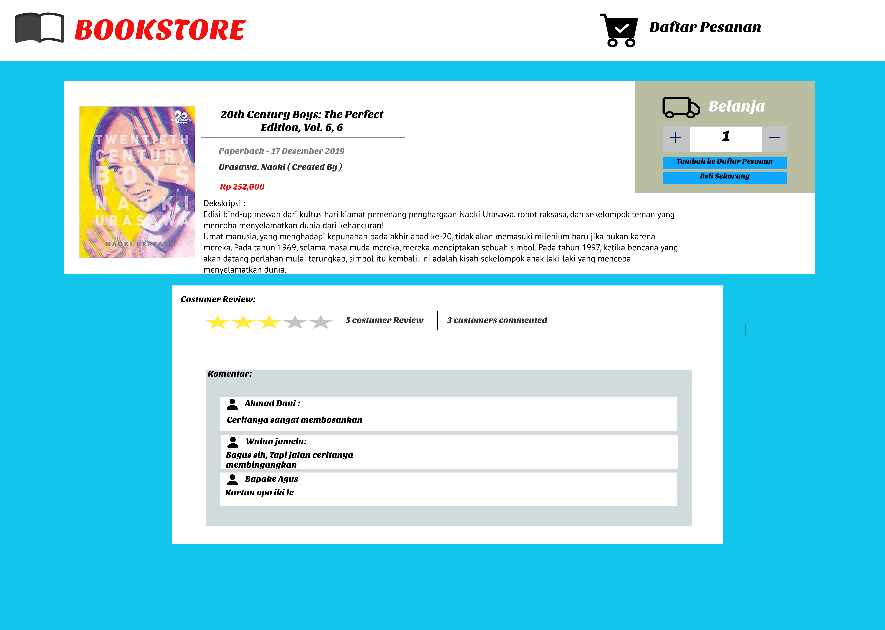 BOOKSTORE
Daftar Pesanan
20th Century Boys: The Perfect
Edition, Vol. 6, 6
Paperback - 17 Desember 2019
Urasawa, Naoki ( Created By )
Rp 252,000
Belanja
+ 1 −
Tambah ke Daftar Pesanan
Beli Sekarang
TWENTIETH
CENTURY
BOYS
NAOKI
URASAWA
NAOKI URASAWA
Dekskripsi :
Edisi bind-up mewah dari kultus hari kiamat pemenang penghargaan Naoki Urasawa, robot raksasa, dan sekelompok teman yang
mencoba menyelamatkan dunia dari kehancuran!
Umat manusia, yang menghadapi kepunahan pada akhir abad ke-20, tidak akan memasuki milenium baru jika bukan karena
mereka. Pada tahun 1969, selama masa muda mereka, mereka menciptakan sebuah simbol. Pada tahun 1997, ketika bencana yang
akan datang perlahan mulai terungkap, simbol itu kembali. Ini adalah kisah sekelompok anak laki-laki yang mencoba
menyelamatkan dunia.
Costumer Review:
3 costumer Review
3 customers commented
Komentar:
Ahmad Dani :
Ceritanya sangat membosankan
Wulan jamela:
Bagus sih, Tapi jalan ceritanya
membingungkan
Bapake Agus
Kartun opo iki le